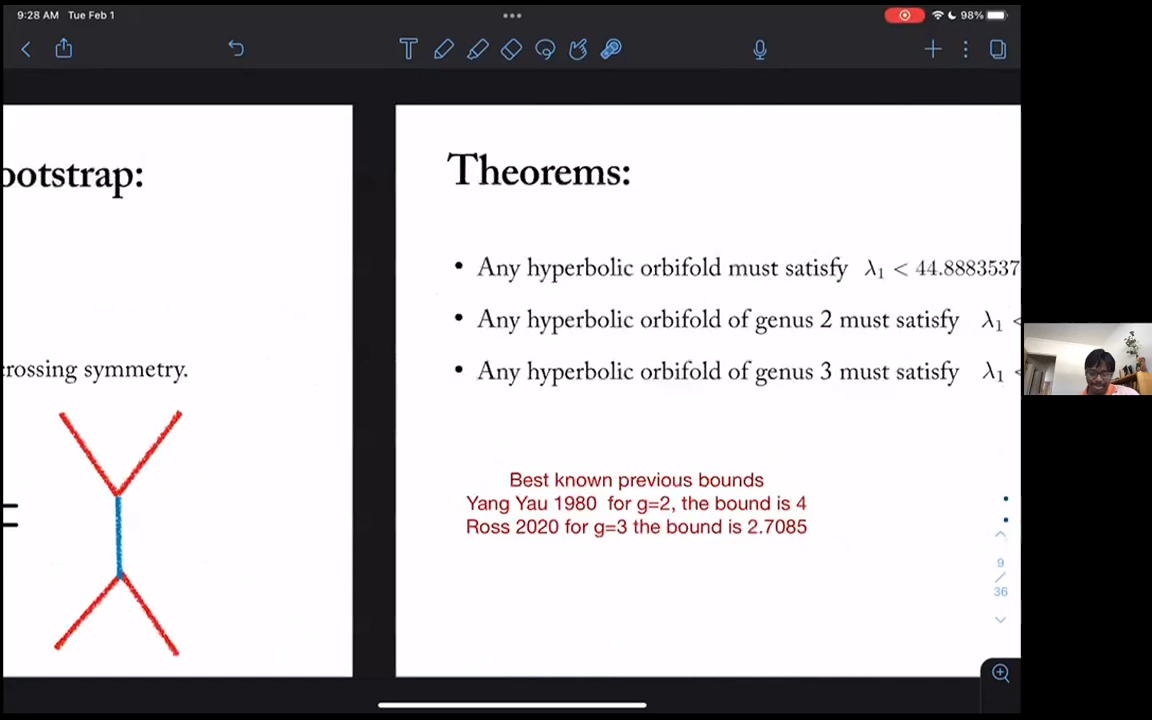 9:28 AM Tue Feb 1
98%
ootstrap:
rossing symmetry.
=
Theorems:
• Any hyperbolic orbifold must satisfy λ₁ < 44.8883537
• Any hyperbolic orbifold of genus 2 must satisfy λ₁ <
• Any hyperbolic orbifold of genus 3 must satisfy λ₁ <
Best known previous bounds
Yang Yau 1980 for g=2, the bound is 4
Ross 2020 for g=3 the bound is 2.7085
9
/
36